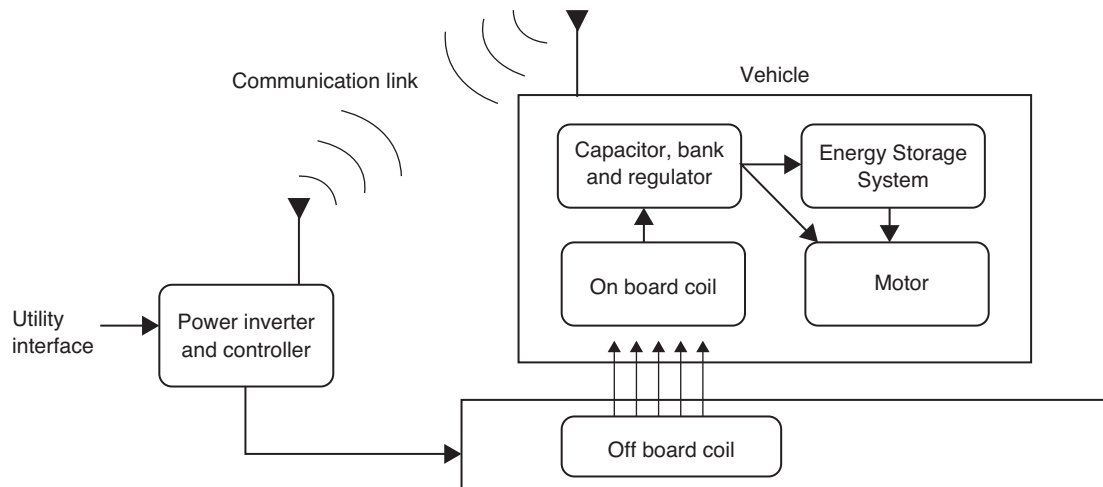 Communication link
Vehicle
Capacitor, bank
and regulator
Energy Storage
System
On board coil
Motor
Utility
interface
Power inverter
and controller
Off board coil